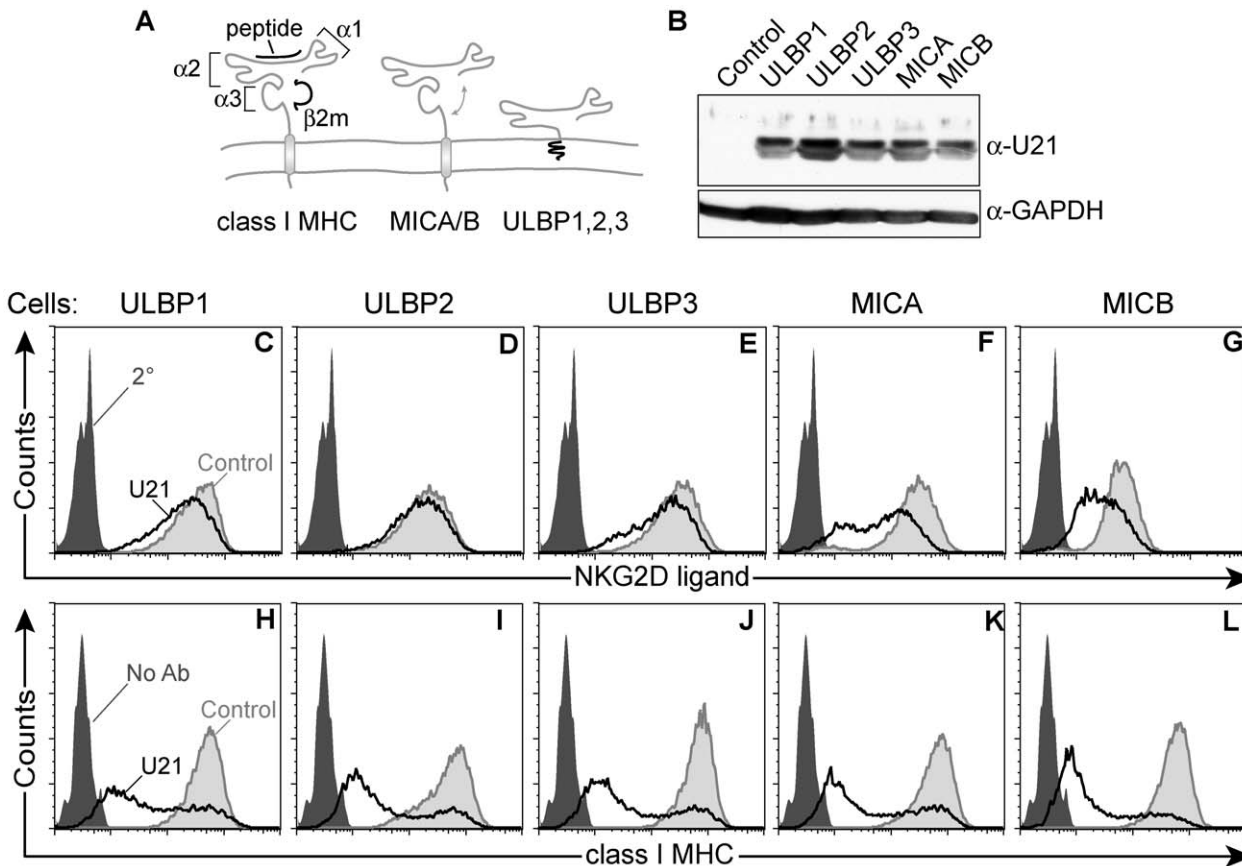 A
peptide
α1
α2
α3
β2m
class I MHC
MICA/B
ULBP1,2,3
B
Control
ULBP1
ULBP2
ULBP3
MICA
MICB
α-U21
α-GAPDH
Cells:
ULBP1
ULBP2
ULBP3
MICA
MICB
Counts
C
2°
Control
U21
D
E
F
G
NKG2D ligand
Counts
H
No Ab
Control
U21
I
J
K
L
class I MHC